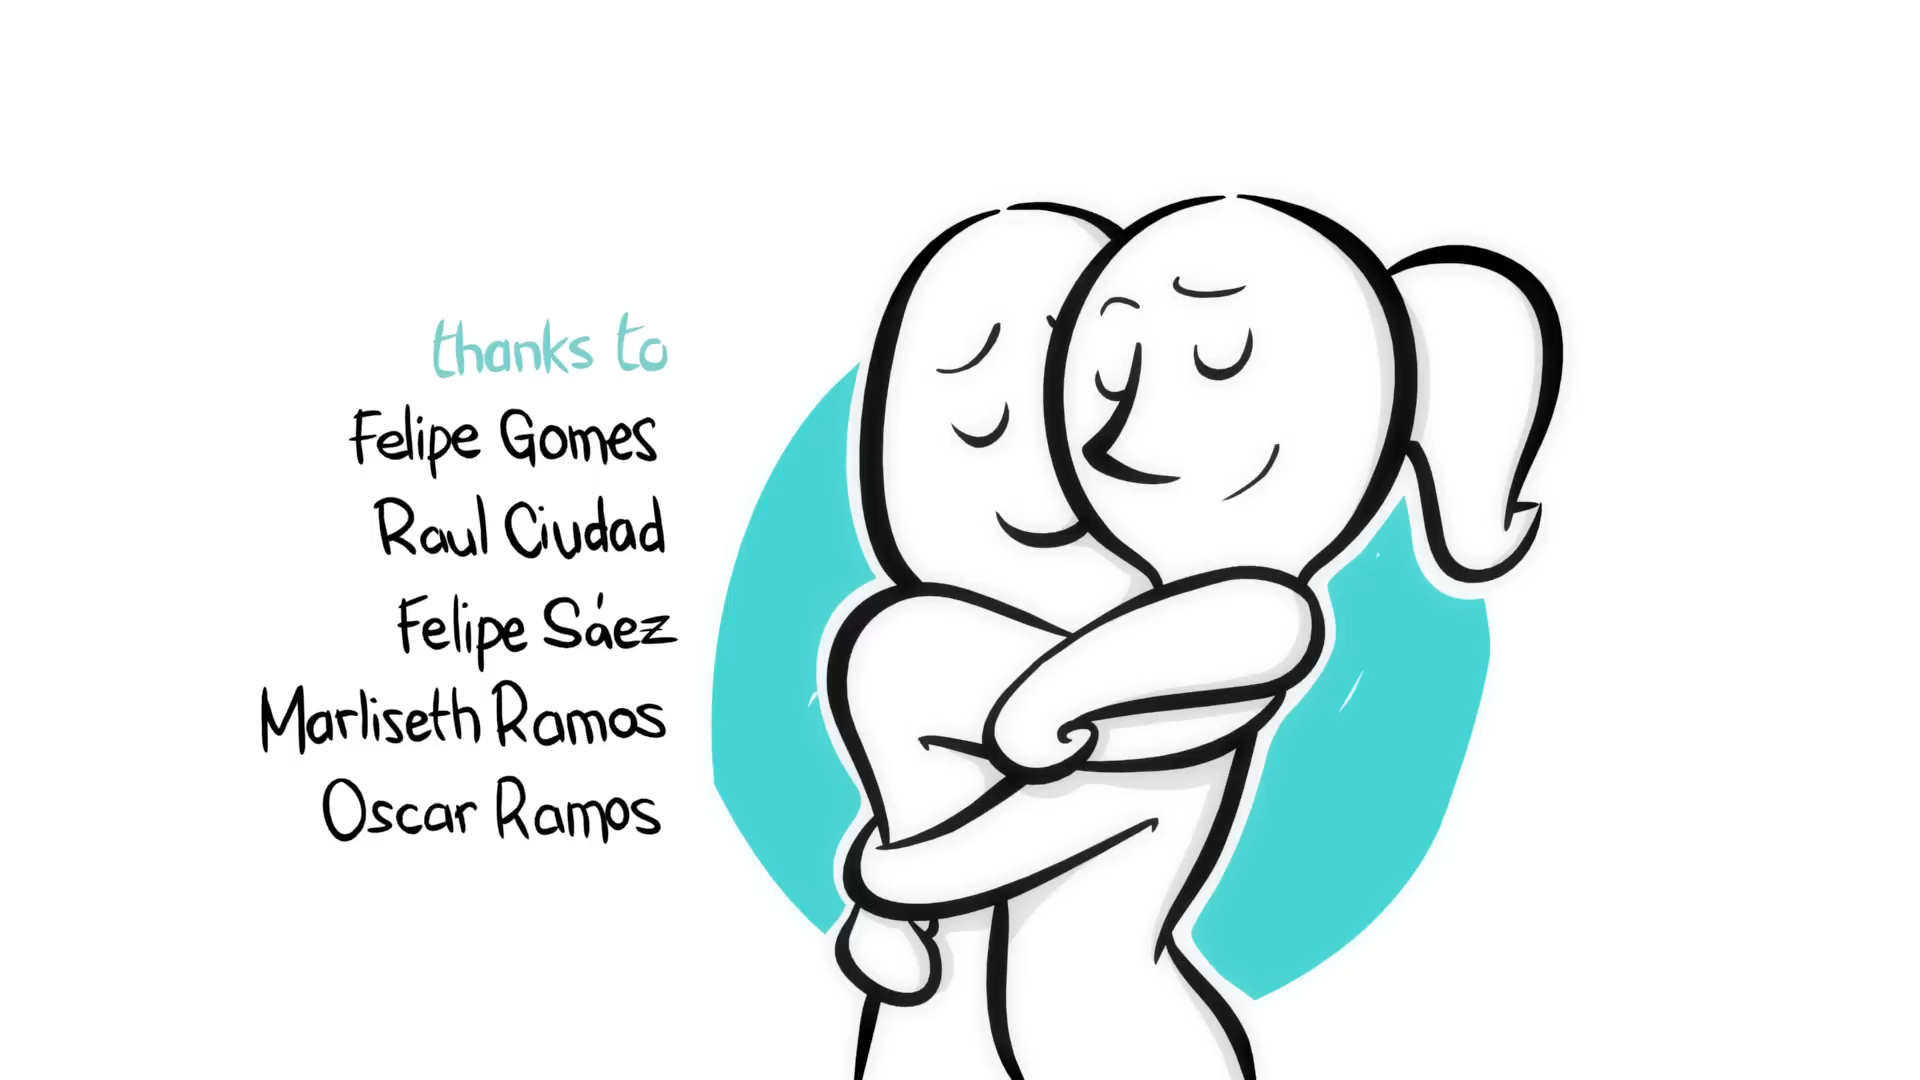 thanks to
Felipe Gomes
Raul Ciudad
Felipe Sáez
Marliseth Ramos
Oscar Ramos